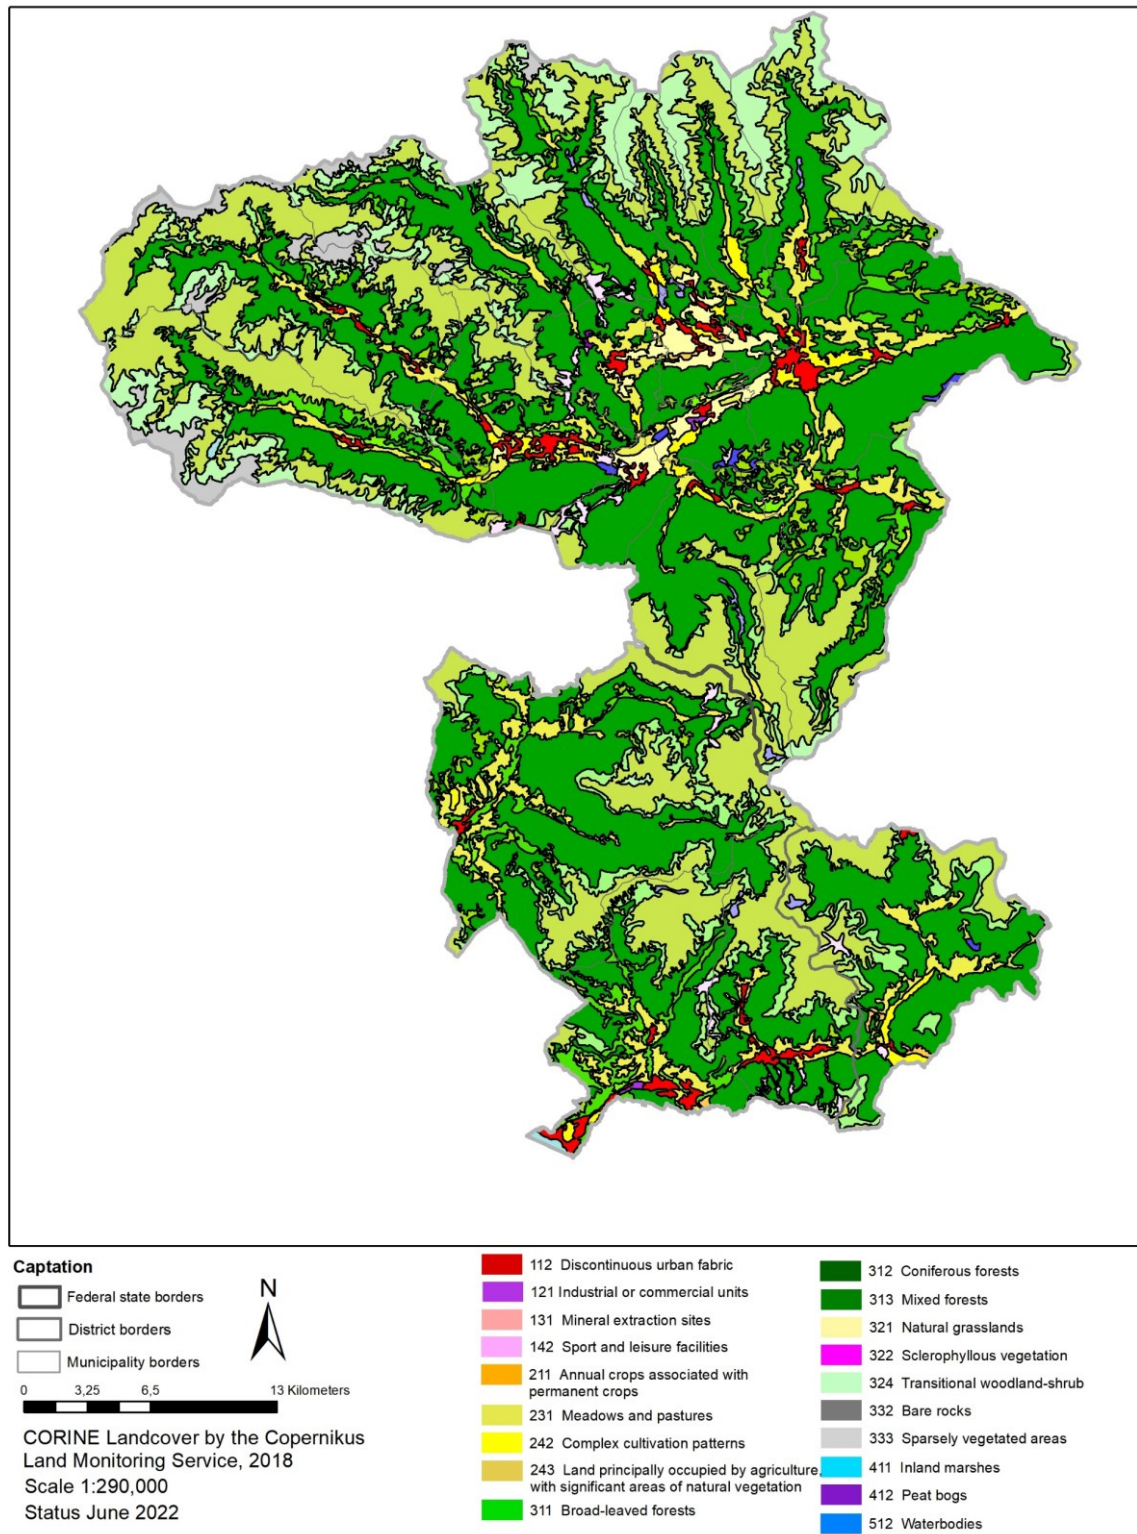 Captation
Federal state borders
District borders
Municipality borders
N
0 3,25 6,5 13 Kilometers
CORINE Landcover by the Copernikus
Land Monitoring Service, 2018
Scale 1:290,000
Status June 2022
112 Discontinuous urban fabric
121 Industrial or commercial units
131 Mineral extraction sites
142 Sport and leisure facilities
211 Annual crops associated with
permanent crops
231 Meadows and pastures
242 Complex cultivation patterns
243 Land principally occupied by agriculture,
with significant areas of natural vegetation
311 Broad-leaved forests
312 Coniferous forests
313 Mixed forests
321 Natural grasslands
322 Sclerophyllous vegetation
324 Transitional woodland-shrub
332 Bare rocks
333 Sparsely vegetated areas
411 Inland marshes
412 Peat bogs
512 Waterbodies